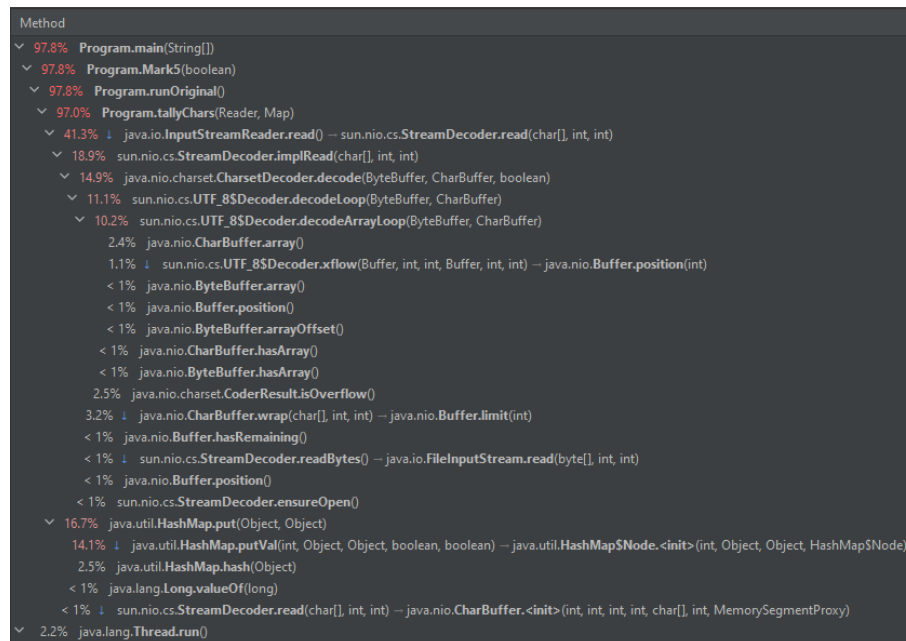 Method
97.8% Program.main(String[])
97.8% Program.Mark5(boolean)
97.8% Program.runOriginal()
97.0% Program.tallyChars(Reader, Map)
41.3% ↓ java.io.InputStreamReader.read() → sun.nio.cs.StreamDecoder.read(char[], int, int)
18.9% sun.nio.cs.StreamDecoder.implRead(char[], int, int)
14.9% java.nio.charset.CharsetDecoder.decode(ByteBuffer, CharBuffer, boolean)
11.1% sun.nio.cs.UTF_8$Decoder.decodeLoop(ByteBuffer, CharBuffer)
10.2% sun.nio.cs.UTF_8$Decoder.decodeArrayLoop(ByteBuffer, CharBuffer)
2.4% java.nio.CharBuffer.array()
1.1% ↓ sun.nio.cs.UTF_8$Decoder.xflow(Buffer, int, int, Buffer, int, int) → java.nio.Buffer.position(int)
< 1% java.nio.ByteBuffer.array()
< 1% java.nio.Buffer.position()
< 1% java.nio.ByteBuffer.arrayOffset()
< 1% java.nio.CharBuffer.hasArray()
< 1% java.nio.ByteBuffer.hasArray()
2.5% java.nio.charset.CoderResult.isOverflow()
3.2% ↓ java.nio.CharBuffer.wrap(char[], int, int) → java.nio.Buffer.limit(int)
< 1% java.nio.Buffer.hasRemaining()
< 1% ↓ sun.nio.cs.StreamDecoder.readBytes() → java.io.FileInputStream.read(byte[], int, int)
< 1% java.nio.Buffer.position()
< 1% sun.nio.cs.StreamDecoder.ensureOpen()
16.7% java.util.HashMap.put(Object, Object)
14.1% ↓ java.util.HashMap.putVal(int, Object, Object, boolean, boolean) → java.util.HashMap$Node.<init>(int, Object, Object, HashMap$Node)
2.5% java.util.HashMap.hash(Object)
< 1% java.lang.Long.valueOf(long)
< 1% ↓ sun.nio.cs.StreamDecoder.read(char[], int, int) → java.nio.CharBuffer.<init>(int, int, int, int, char[], int, MemorySegmentProxy)
2.2% java.lang.Thread.run()